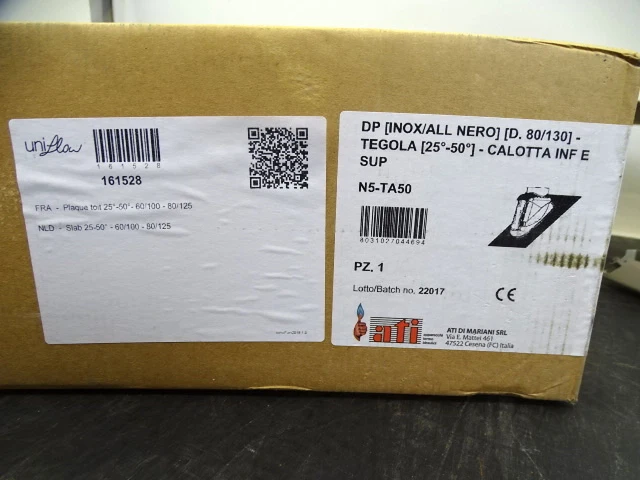 uniflow
161528
161528
FRA - Plaque toit 25°-50° - 60/100 - 80/125
NLD - Slab 25-50° - 60/100 - 80/125
DP [INOX/ALL NERO] [D. 80/130] -
TEGOLA [25°-50°] - CALOTTA INF E
SUP
N5-TA50
8031027044694
PZ. 1
Lotto/Batch no. 22017
CE
ati
ATI DI MARIANI SRL
Via E. Mattei 461
47522 Cesena (FC) Italia